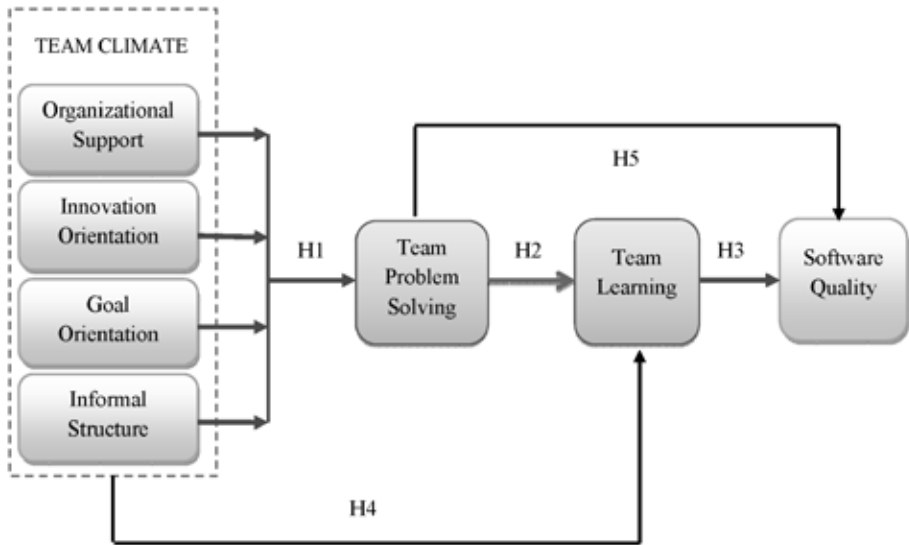 TEAM CLIMATE
Organizational
Support
Innovation
Orientation
Goal
Orientation
Informal
Structure
H1
Team
Problem
Solving
H2
Team
Learning
H3
Software
Quality
H5
H4